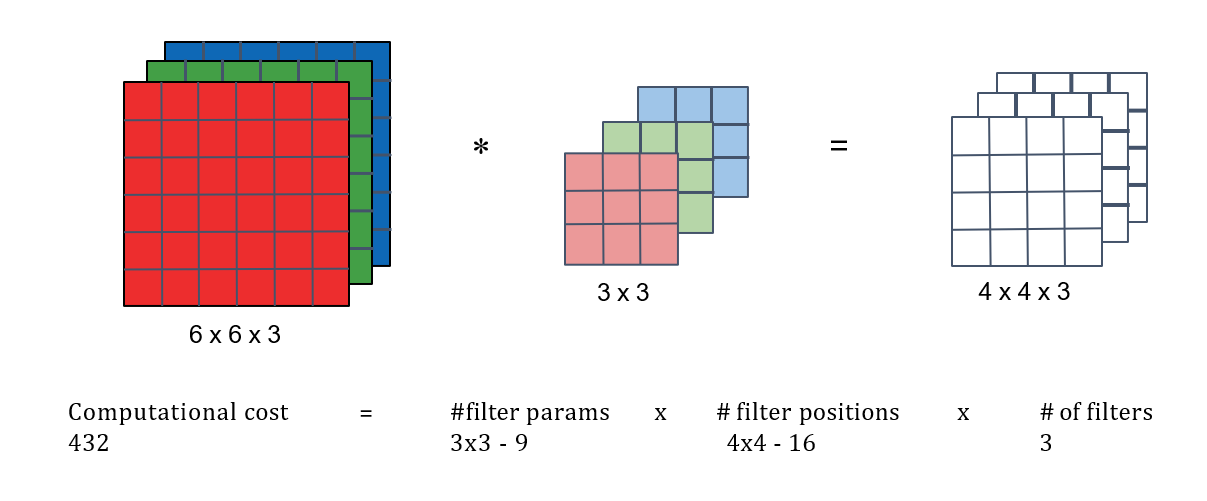 *
=
3 x 3
4 x 4 x 3
6 x 6 x 3
Computational cost = #filter params x # filter positions x # of filters
432 3x3 - 9 4x4 - 16 3